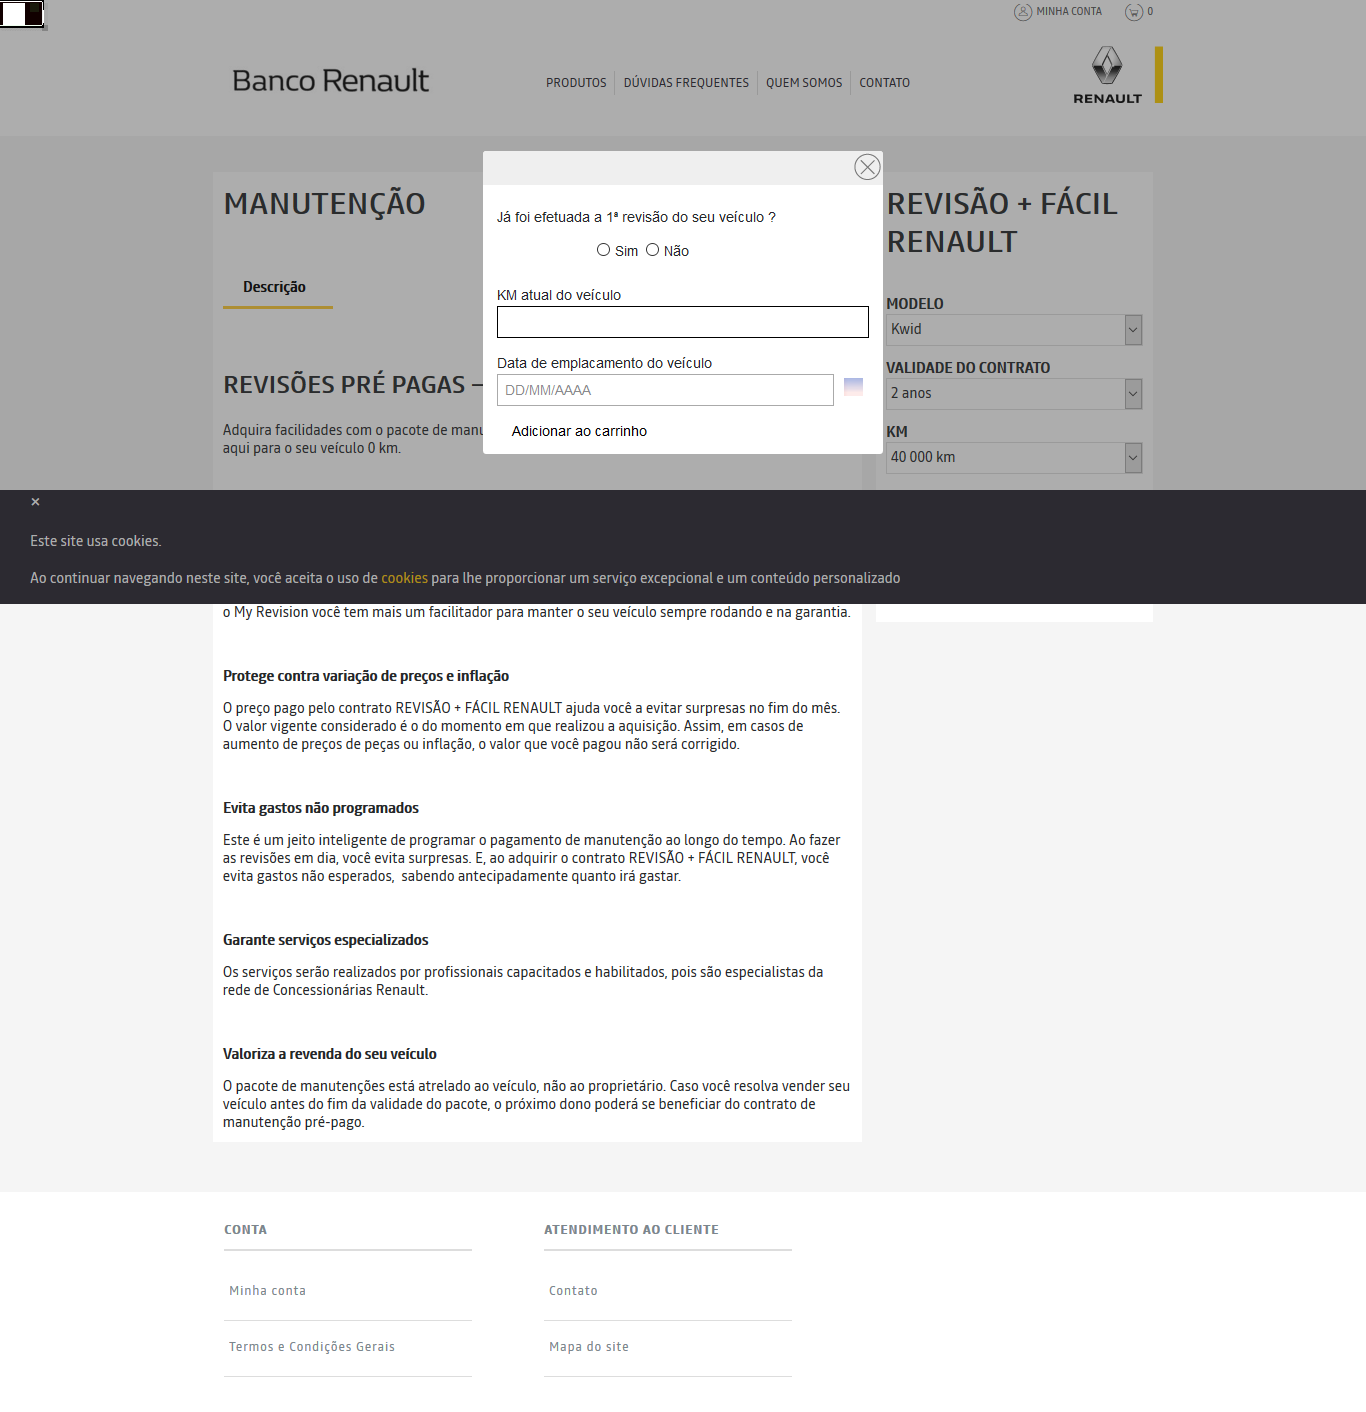 MINHA CONTA
0
Banco Renault
PRODUTOS
DÚVIDAS FREQUENTES
QUEM SOMOS
CONTATO
RENAULT
MANUTENÇÃO
Descrição
REVISÕES PRÉ PAGAS –
Adquira facilidades com o pacote de manu
aqui para o seu veículo 0 km.
Já foi efetuada a 1ª revisão do seu veículo ?
Sim
Não
KM atual do veículo
Data de emplacamento do veículo
DD/MM/AAAA
Adicionar ao carrinho
REVISÃO + FÁCIL
RENAULT
MODELO
Kwid
VALIDADE DO CONTRATO
2 anos
KM
40 000 km
×
Este site usa cookies.
Ao continuar navegando neste site, você aceita o uso de cookies para lhe proporcionar um serviço excepcional e um conteúdo personalizado
o My Revision você tem mais um facilitador para manter o seu veículo sempre rodando e na garantia.
Protege contra variação de preços e inflação
O preço pago pelo contrato REVISÃO + FÁCIL RENAULT ajuda você a evitar surpresas no fim do mês.
O valor vigente considerado é o do momento em que realizou a aquisição. Assim, em casos de
aumento de preços de peças ou inflação, o valor que você pagou não será corrigido.
Evita gastos não programados
Este é um jeito inteligente de programar o pagamento de manutenção ao longo do tempo. Ao fazer
as revisões em dia, você evita surpresas. E, ao adquirir o contrato REVISÃO + FÁCIL RENAULT, você
evita gastos não esperados,  sabendo antecipadamente quanto irá gastar.
Garante serviços especializados
Os serviços serão realizados por profissionais capacitados e habilitados, pois são especialistas da
rede de Concessionárias Renault.
Valoriza a revenda do seu veículo
O pacote de manutenções está atrelado ao veículo, não ao proprietário. Caso você resolva vender seu
veículo antes do fim da validade do pacote, o próximo dono poderá se beneficiar do contrato de
manutenção pré-pago.
CONTA
Minha conta
Termos e Condições Gerais
ATENDIMENTO AO CLIENTE
Contato
Mapa do site